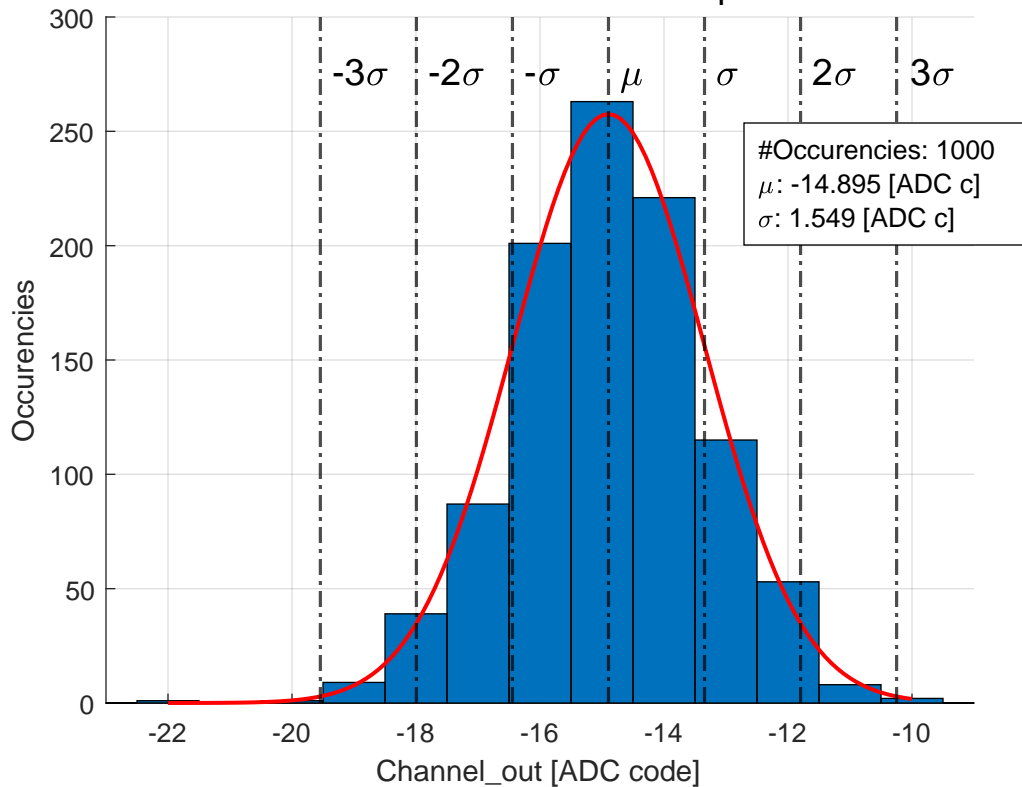 300
250
200
150
100
50
0
Occurencies
-3σ -2σ -σ μ σ 2σ 3σ
#Occurencies: 1000
μ: -14.895 [ADC c]
σ: 1.549 [ADC c]
-22 -20 -18 -16 -14 -12 -10
Channel_out [ADC code]